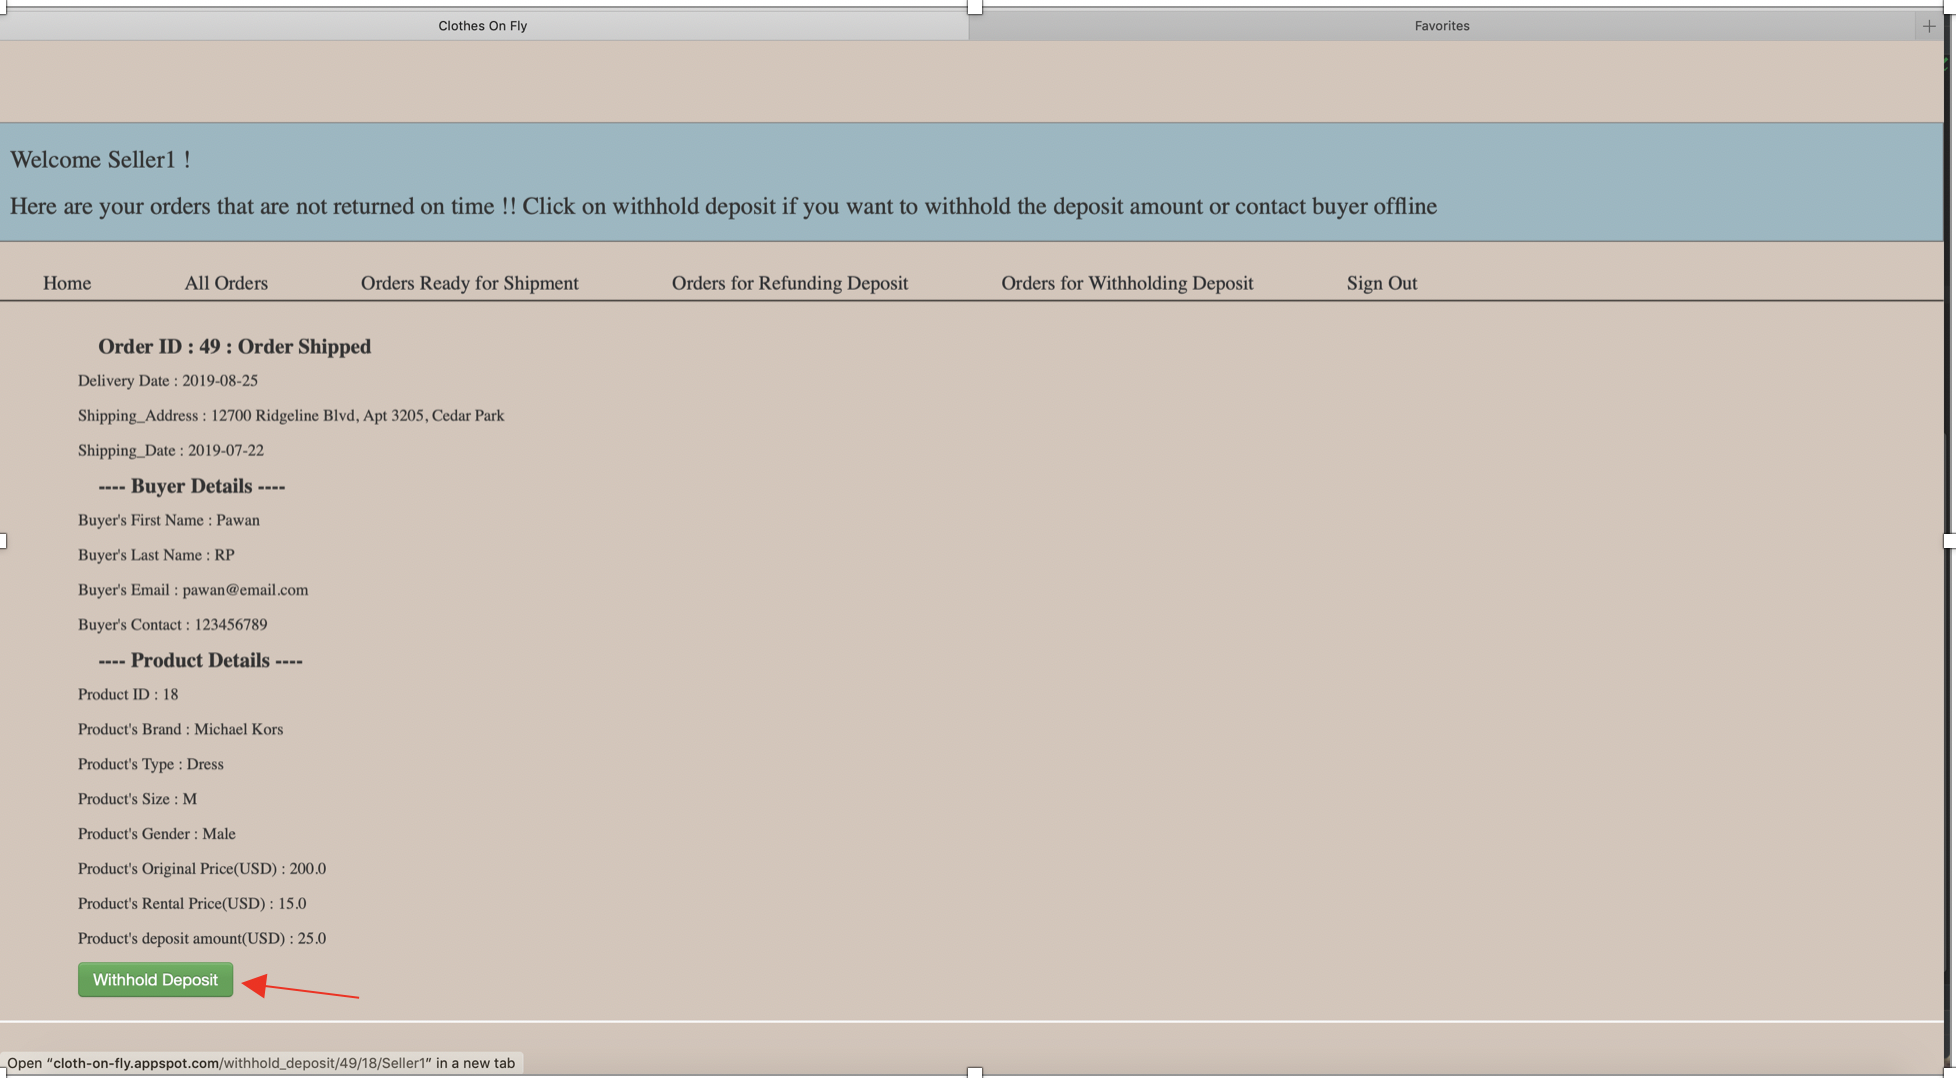 Clothes On Fly
Favorites
Welcome Seller1 !
Here are your orders that are not returned on time !! Click on withhold deposit if you want to withhold the deposit amount or contact buyer offline
Home All Orders Orders Ready for Shipment Orders for Refunding Deposit Orders for Withholding Deposit Sign Out
Order ID : 49 : Order Shipped
Delivery Date : 2019-08-25
Shipping_Address : 12700 Ridgeline Blvd, Apt 3205, Cedar Park
Shipping_Date : 2019-07-22
---- Buyer Details ----
Buyer's First Name : Pawan
Buyer's Last Name : RP
Buyer's Email : pawan@email.com
Buyer's Contact : 123456789
---- Product Details ----
Product ID : 18
Product's Brand : Michael Kors
Product's Type : Dress
Product's Size : M
Product's Gender : Male
Product's Original Price(USD) : 200.0
Product's Rental Price(USD) : 15.0
Product's deposit amount(USD) : 25.0
Withhold Deposit
Open “cloth-on-fly.appspot.com/withhold_deposit/49/18/Seller1” in a new tab